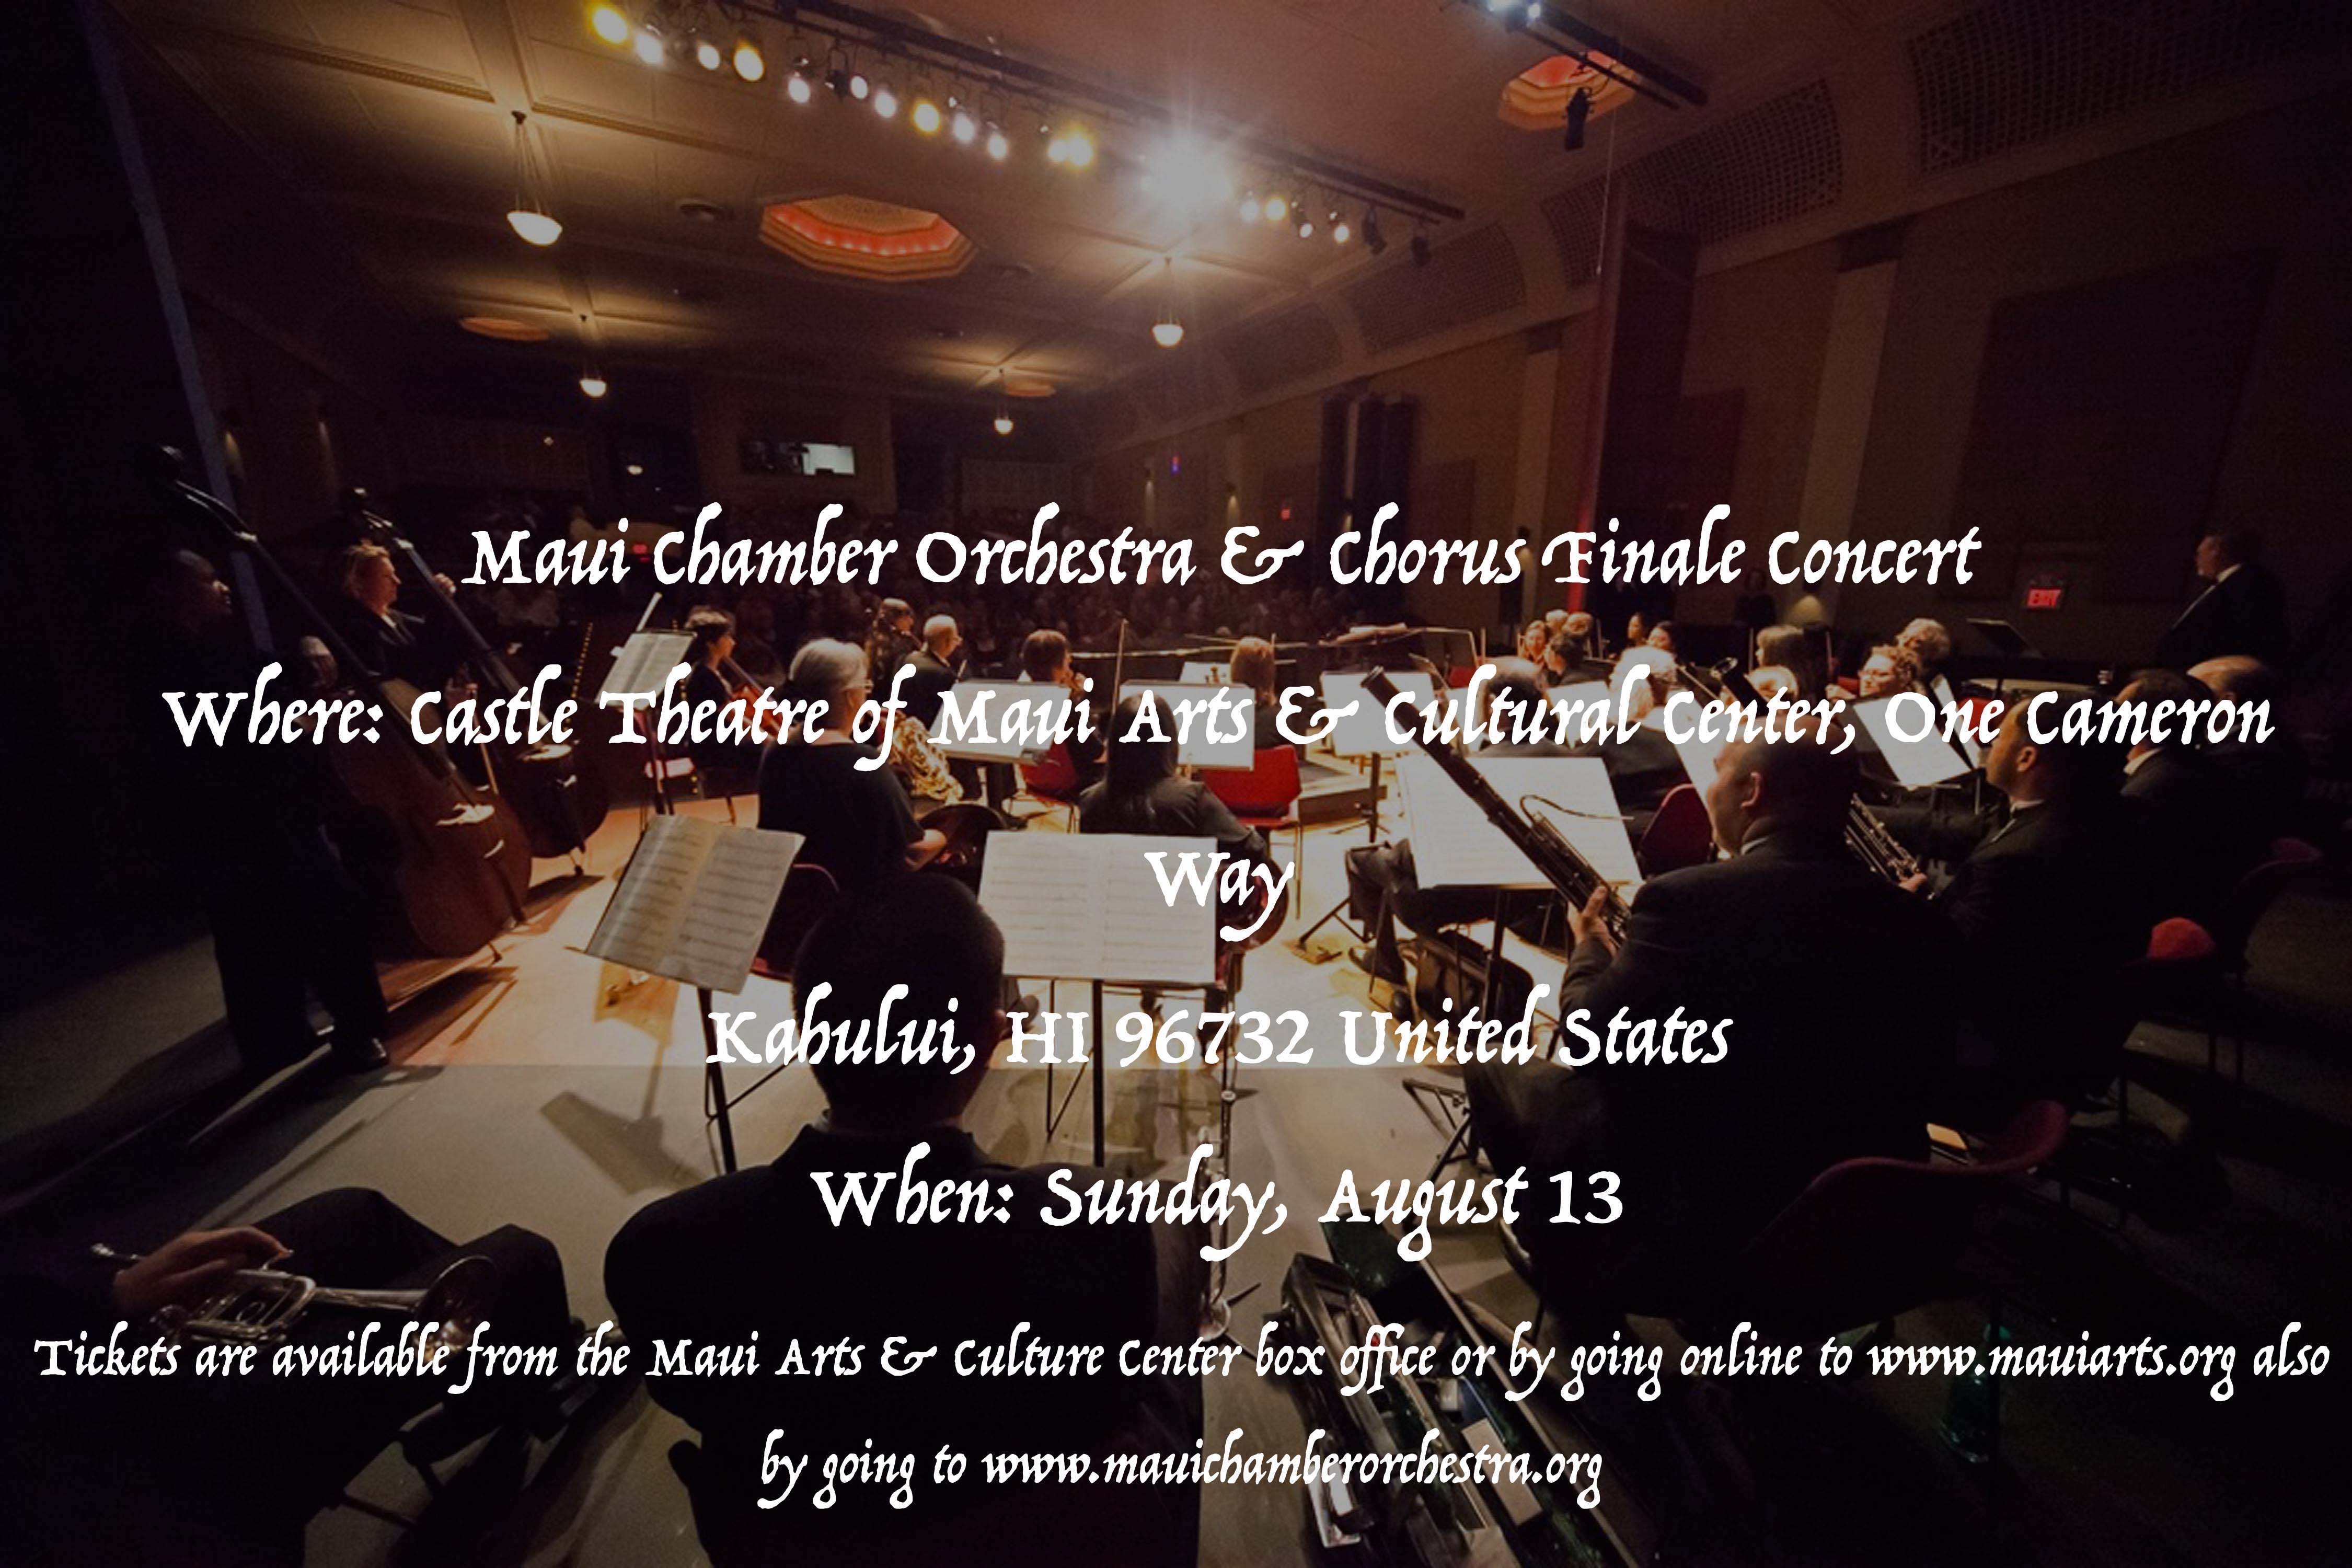 Maui Chamber Orchestra & Chorus Finale Concert
Where: Castle Theatre of Maui Arts & Cultural Center, One Cameron
Way
EXIT
Kahului, HI 96732 United States
When: Sunday, August 13
Tickets are available from the Maui Arts & Culture Center box office or by going online to www.mauiarts.org also
by going to www.mauichamberorchestra.org